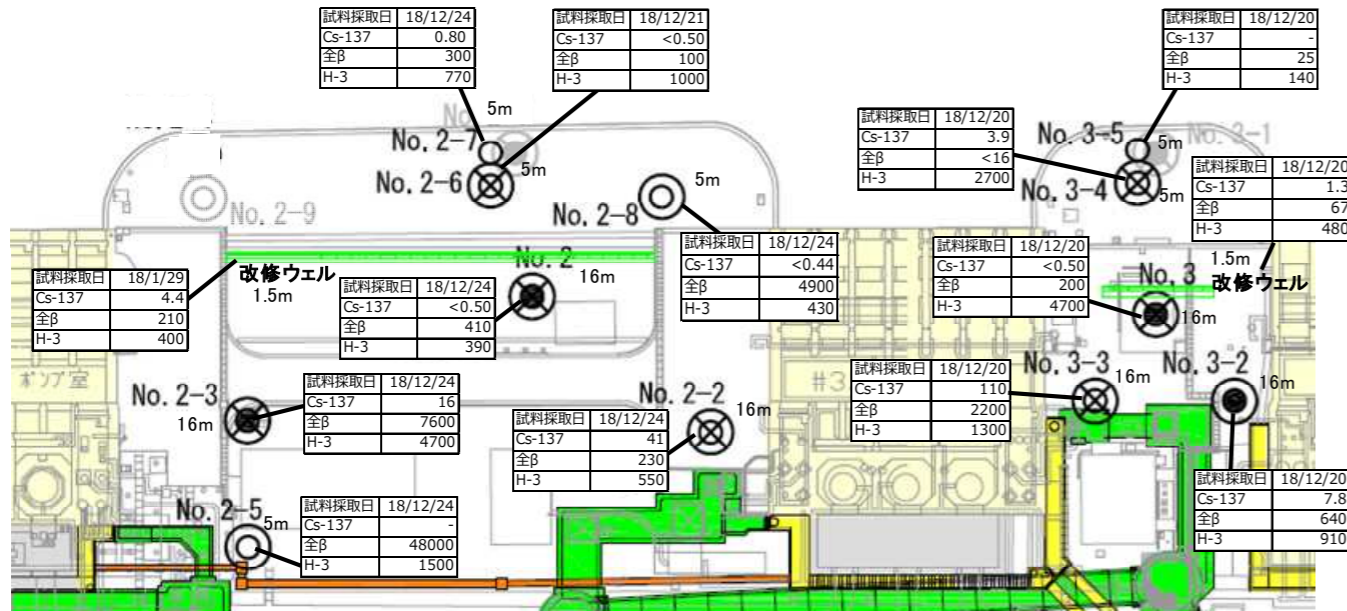 試料採取日 18/12/24
Cs-137 0.80
全β 300
H-3 770
試料採取日 18/12/21
Cs-137 <0.50
全β 100
H-3 1000
試料採取日 18/12/20
Cs-137 -
全β 25
H-3 140
5m
No. 2-7
5m
No. 2-6
No. 2-9
No. 2-8
5m
試料採取日 18/12/20
Cs-137 3.9
全β <16
H-3 2700
No. 3-5
5m
No. 3-1
No. 3-4
5m
試料採取日 18/12/20
Cs-137 1.3
全β 67
H-3 480
試料採取日 18/1/29
Cs-137 4.4
全β 210
H-3 400
改修ウェル
1.5m
No. 2
16m
試料採取日 18/12/24
Cs-137 <0.50
全β 410
H-3 390
試料採取日 18/12/24
Cs-137 <0.44
全β 4900
H-3 430
試料採取日 18/12/20
Cs-137 <0.50
全β 200
H-3 4700
No. 3
16m
1.5m
改修ウェル
ポンプ室
No. 2-3
16m
試料採取日 18/12/24
Cs-137 16
全β 7600
H-3 4700
No. 2-2
16m
試料採取日 18/12/24
Cs-137 41
全β 230
H-3 550
#3
試料採取日 18/12/20
Cs-137 110
全β 2200
H-3 1300
No. 3-3
16m
No. 3-2
16m
No. 2-5
5m
試料採取日 18/12/24
Cs-137 -
全β 48000
H-3 1500
試料採取日 18/12/20
Cs-137 7.8
全β 640
H-3 910